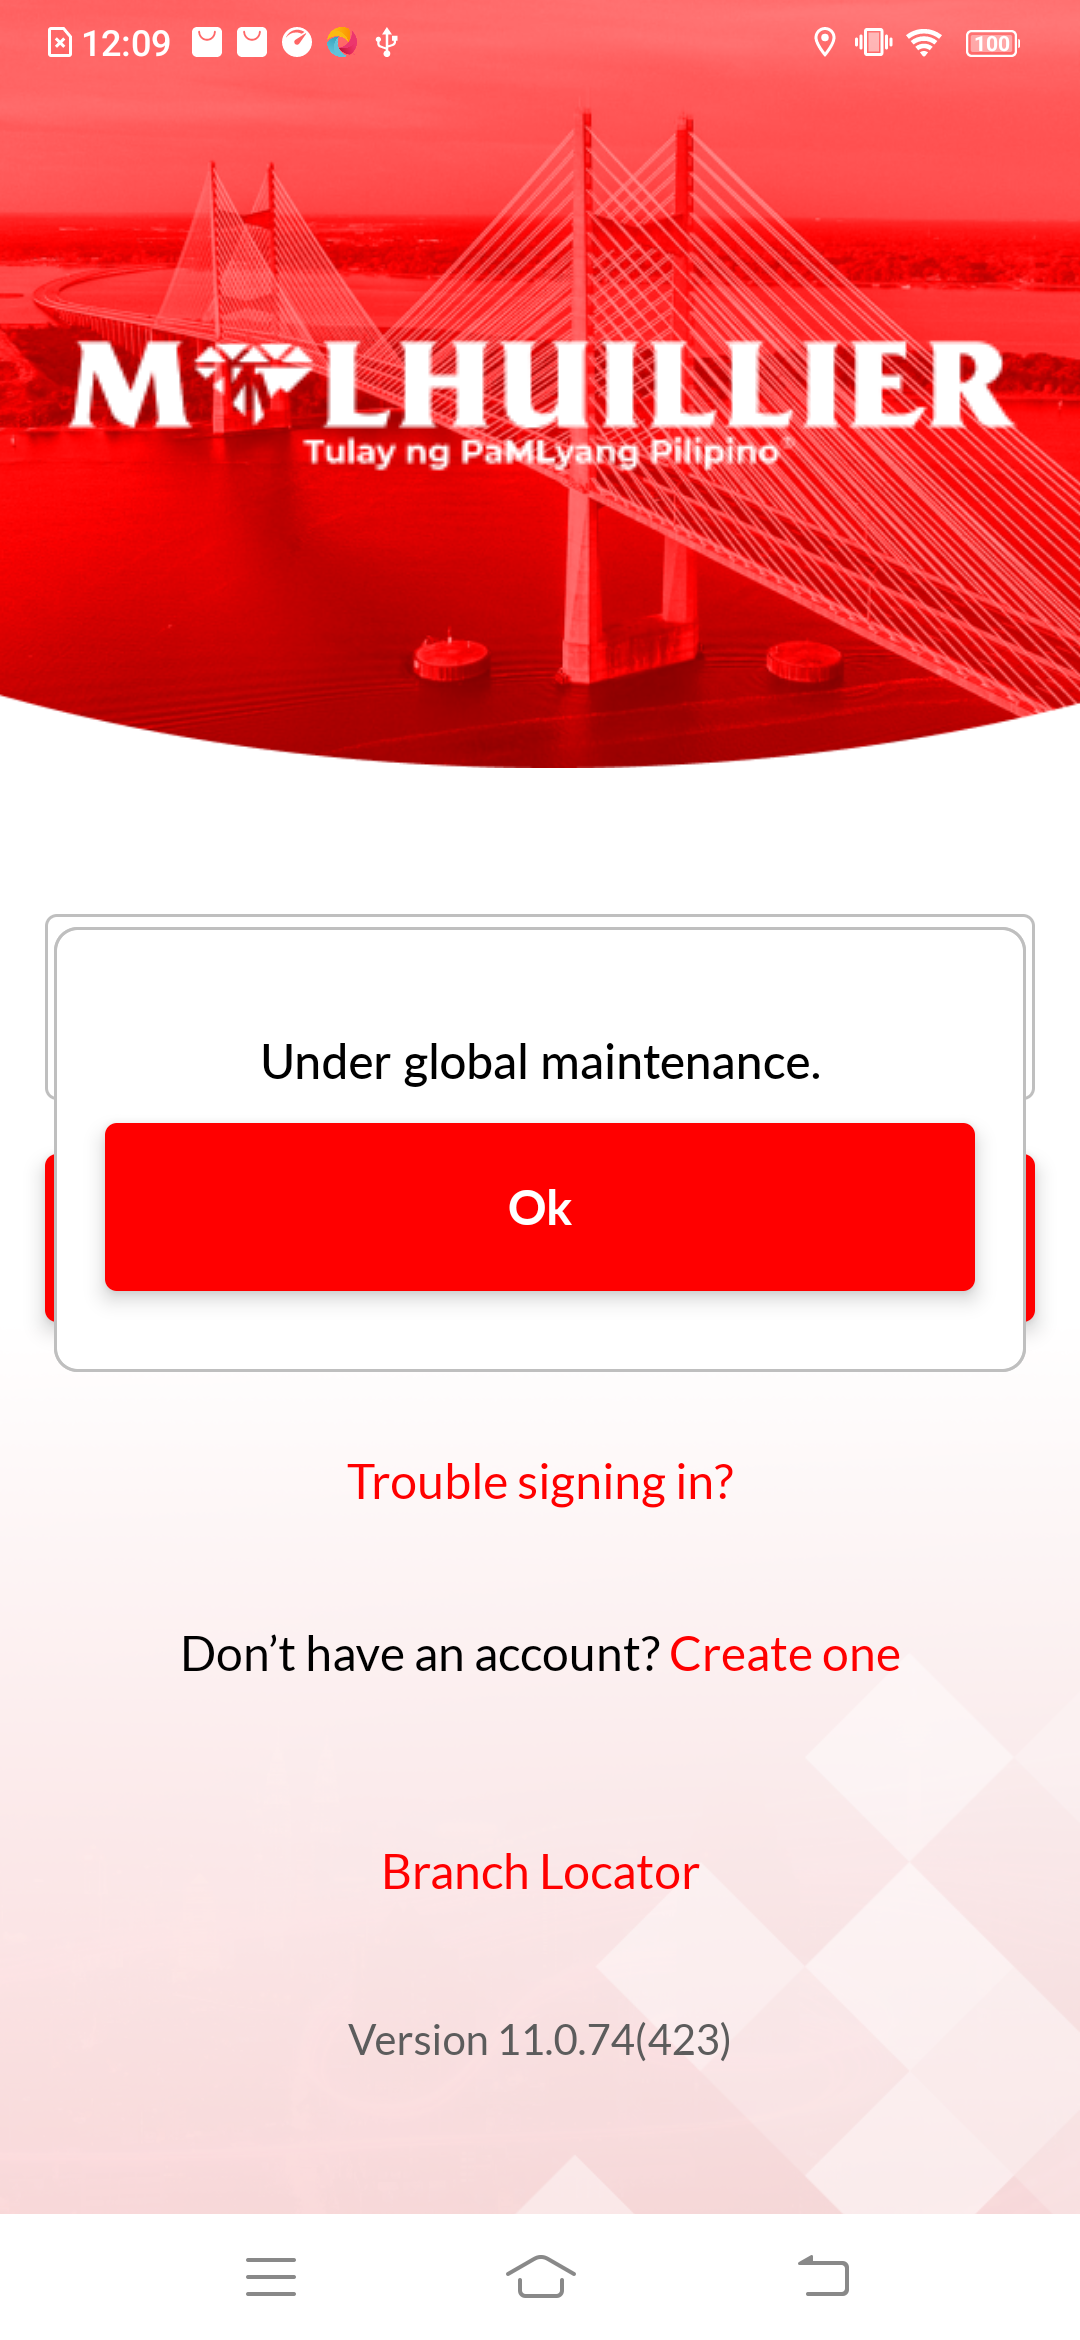 12:09
100
M LHUILLIER
Tulay ng PaMLyang Pilipino
Under global maintenance.
Ok
Trouble signing in?
Don’t have an account? Create one
Branch Locator
Version 11.0.74(423)